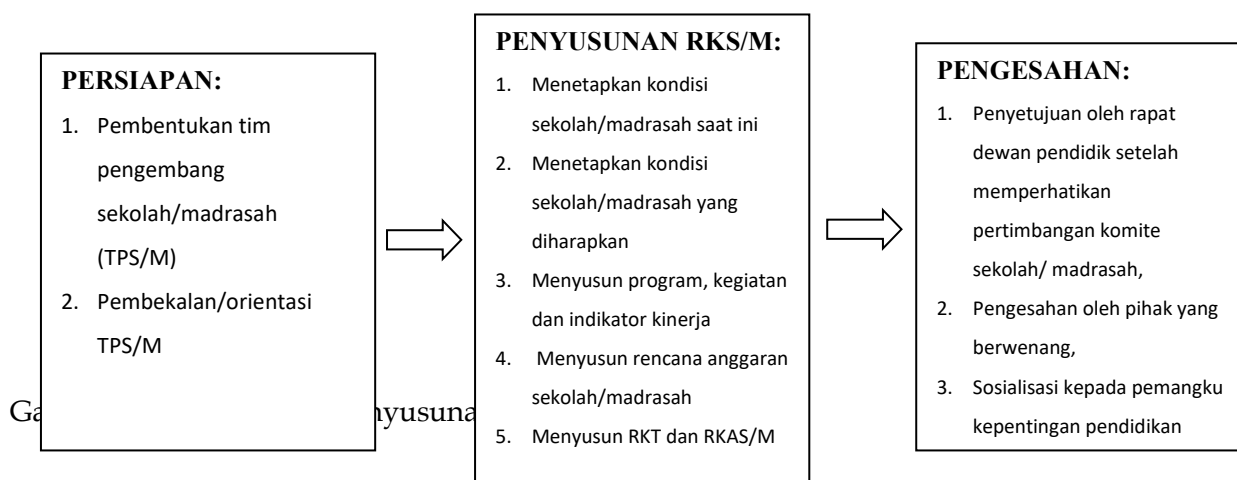 PERSIAPAN:
1. Pembentukan tim
pengembang
sekolah/madrasah
(TPS/M)
2. Pembekalan/orientasi
TPS/M
PENYUSUNAN RKS/M:
1. Menetapkan kondisi
sekolah/madrasah saat ini
2. Menetapkan kondisi
sekolah/madrasah yang
diharapkan
3. Menyusun program, kegiatan
dan indikator kinerja
4. Menyusun rencana anggaran
sekolah/madrasah
5. Menyusun RKT dan RKAS/M
PENGESAHAN:
1. Penyetujuan oleh rapat
dewan pendidik setelah
memperhatikan
pertimbangan komite
sekolah/ madrasah,
2. Pengesahan oleh pihak yang
berwenang,
3. Sosialisasi kepada pemangku
kepentingan pendidikan